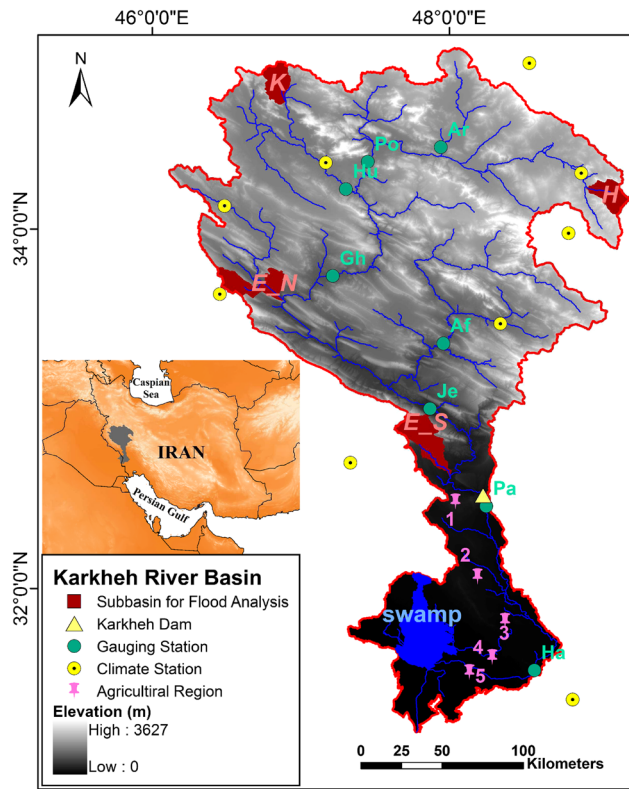 46°0'0"E
48°0'0"E
N
K
Ar
Po
Hu
H
34°0'0"N
Gh
E_N
Af
Je
E_S
Caspian
Sea
IRAN
Persian Gulf
Pa
1
2
32°0'0"N
swamp
3
4
Ha
5
Karkheh River Basin
Subbasin for Flood Analysis
Karkheh Dam
Gauging Station
Climate Station
Agricultiral Region
Elevation (m)
High : 3627
Low : 0
0 25 50 100
Kilometers